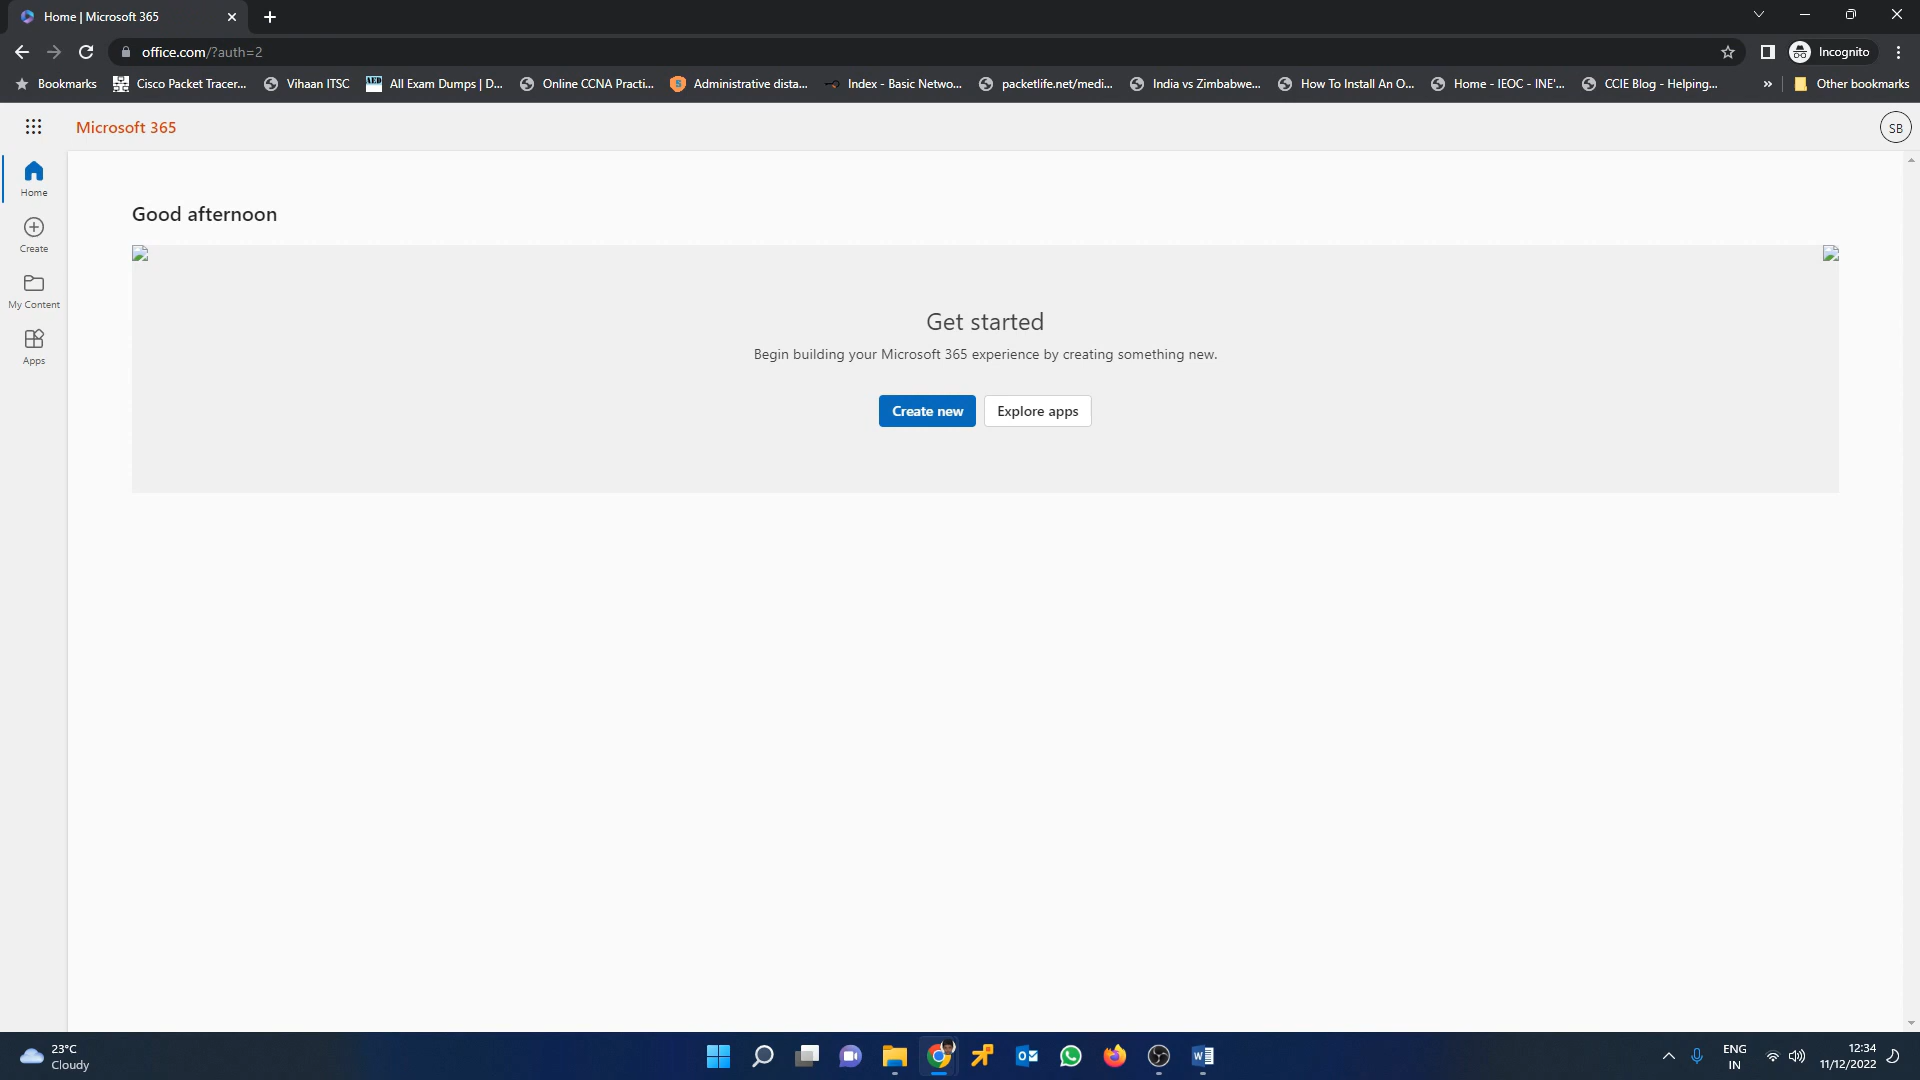 Home | Microsoft 365
office.com/?auth=2
Incognito
Bookmarks
Cisco Packet Tracer...
Vihaan ITSC
All Exam Dumps | D...
Online CCNA Practi...
Administrative dista...
Index - Basic Netwo...
packetlife.net/medi...
India vs Zimbabwe...
How To Install An O...
Home - IEOC - INE'...
CCIE Blog - Helping...
»
Other bookmarks
Microsoft 365
SB
Home
Create
My Content
Apps
Good afternoon
Get started
Begin building your Microsoft 365 experience by creating something new.
Create new
Explore apps
23°C
Cloudy
ENG
IN
12:34
11/12/2022